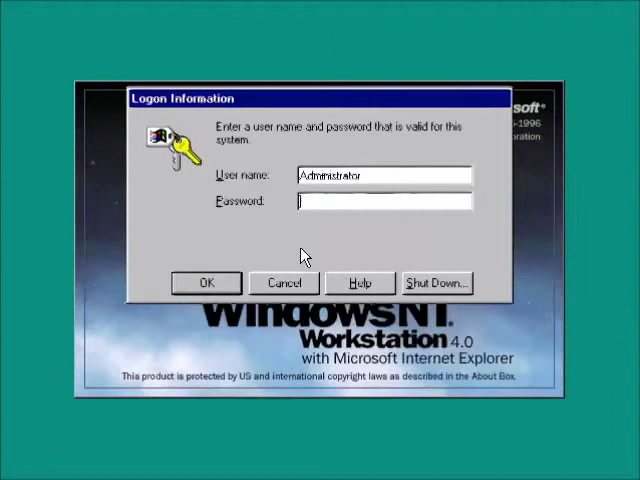 Logon Information
soft®
-1996
Enter a user name and password that is valid for this
oration
system.
User name: Administrator
Password:
OK Cancel Help Shut Down...
WindowsNT.
Workstation 4.0
with Microsoft Internet Explorer
This product is protected by US and international copyright laws as described in the About Box.